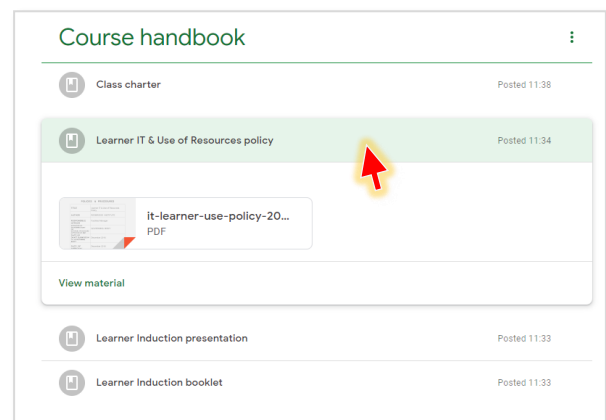 Course handbook
Class charter
Posted 11:38
Learner IT & Use of Resources policy
Posted 11:34
it-learner-use-policy-20...
PDF
View material
Learner Induction presentation
Posted 11:33
Learner Induction booklet
Posted 11:33